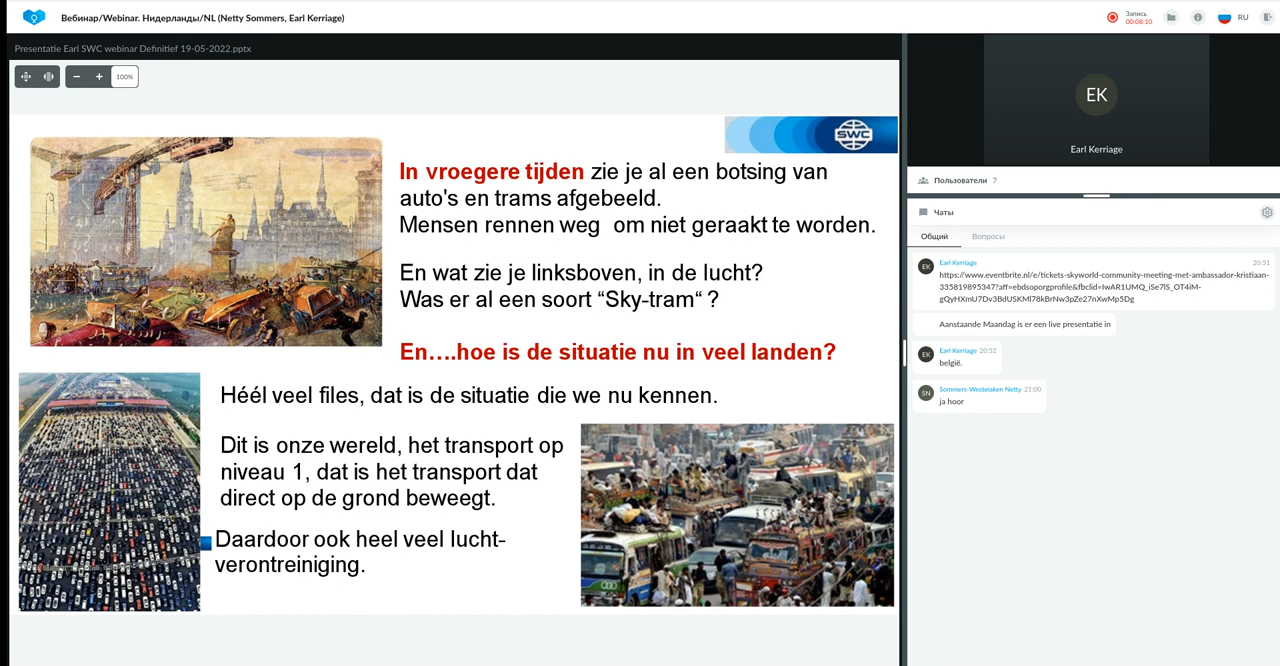 Вебинар/Webinar. Нидерланды/NL (Netty Sommers, Earl Kerriage)
Запись
00:08:10
RU
Presentatie Earl SWC webinar Definitief 19-05-2022.pptx
100%
SWC
In vroegere tijden zie je al een botsing van
auto's en trams afgebeeld.
Mensen rennen weg om niet geraakt te worden.
En wat zie je linksboven, in de lucht?
Was er al een soort “Sky-tram“ ?
En….hoe is de situatie nu in veel landen?
Héél veel files, dat is de situatie die we nu kennen.
Dit is onze wereld, het transport op
niveau 1, dat is het transport dat
direct op de grond beweegt.
Daardoor ook heel veel lucht-
verontreiniging.
EK
Earl Kerriage
Пользователи 7
Чаты
Общий
Вопросы
EK
Earl Kerriage 20:51
https://www.eventbrite.nl/e/tickets-skyworld-community-meeting-met-ambassador-kristiaan-
335819895347?aff=ebdsoporgprofile&fbclid=IwAR1UMQ_iSe7lS_OT4iM-
gQyHXmU7Dv3BdUSKMl78kBrNw3pZe27nXwMp5Dg
Aanstaande Maandag is er een live presentatie in
EK
Earl Kerriage 20:52
belgië.
SN
Sommers-Westelaken Netty 21:00
ja hoor